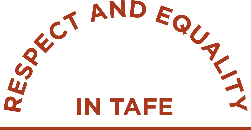 RESPECT AND EQUALITY
IN TAFE